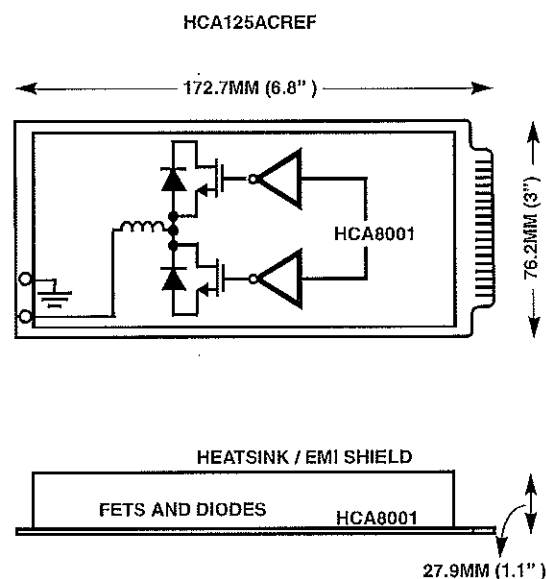 HCA125ACREF
172.7MM (6.8")
HCA8001
76.2MM (3")
HEATSINK / EMI SHIELD
FETS AND DIODES
HCA8001
27.9MM (1.1")